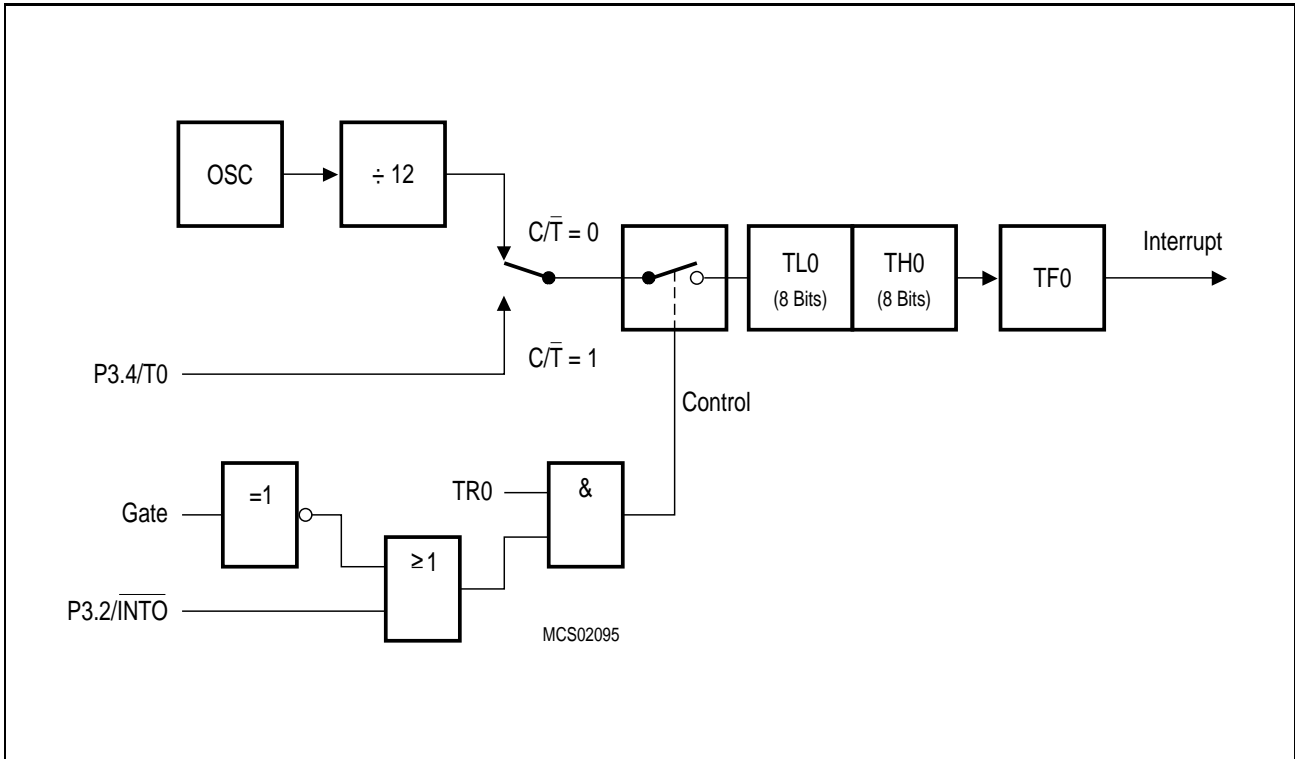 OSC
÷ 12
C/T̅ = 0
TL0
(8 Bits)
TH0
(8 Bits)
TF0
Interrupt
P3.4/T0
C/T̅ = 1
Control
Gate
=1
TR0
&
≥1
P3.2/I̅N̅T̅O̅
MCS02095